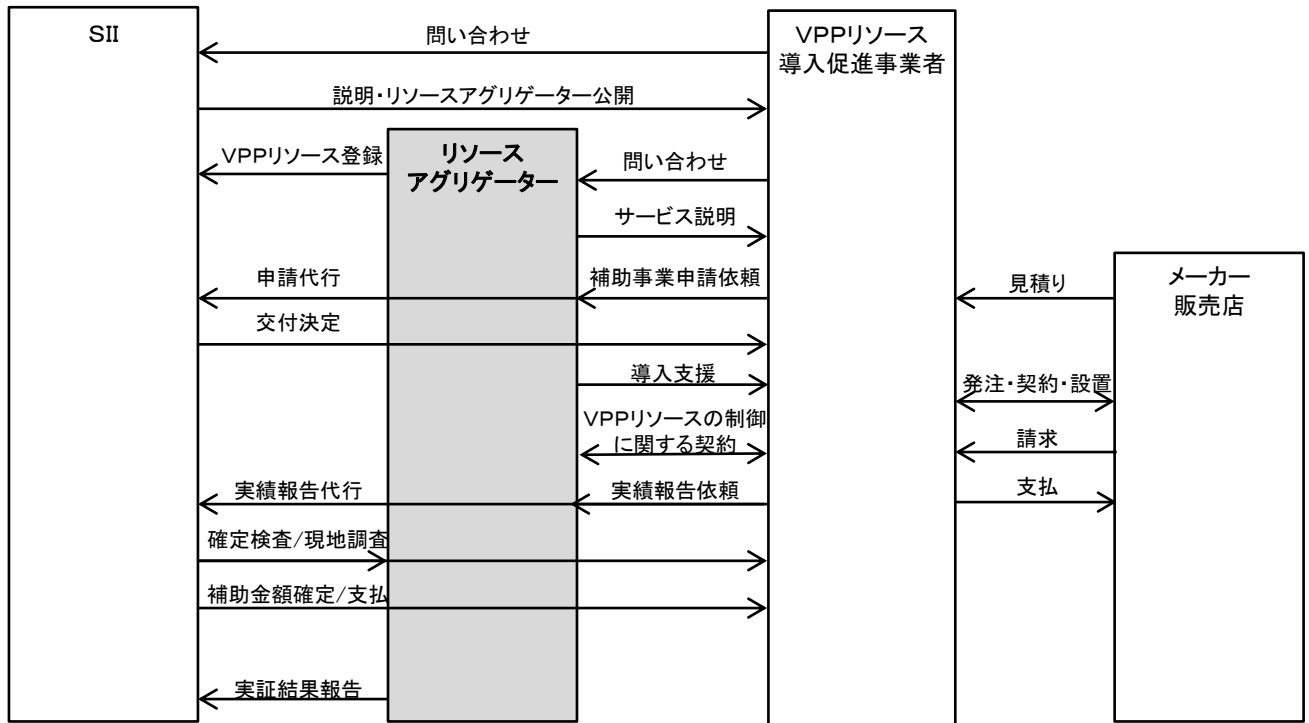 SII
問い合わせ
VPPリソース
導入促進事業者
説明・リソースアグリゲーター公開
VPPリソース登録
リソース
アグリゲーター
問い合わせ
サービス説明
申請代行
補助事業申請依頼
見積り
メーカー
販売店
交付決定
導入支援
発注・契約・設置
VPPリソースの制御
に関する契約
請求
実績報告代行
実績報告依頼
支払
確定検査/現地調査
補助金額確定/支払
実証結果報告